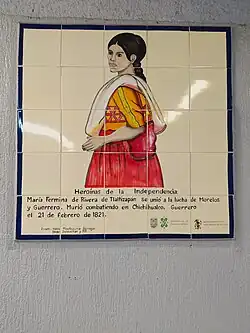 Heroínas de la Independencia
María Fermina de Rivera de Tlaltizapan se unió a la lucha de Morelos
y Guerrero. Murió combatiendo en Chichihualco, Guerrero
el 21 de febrero de 1821.